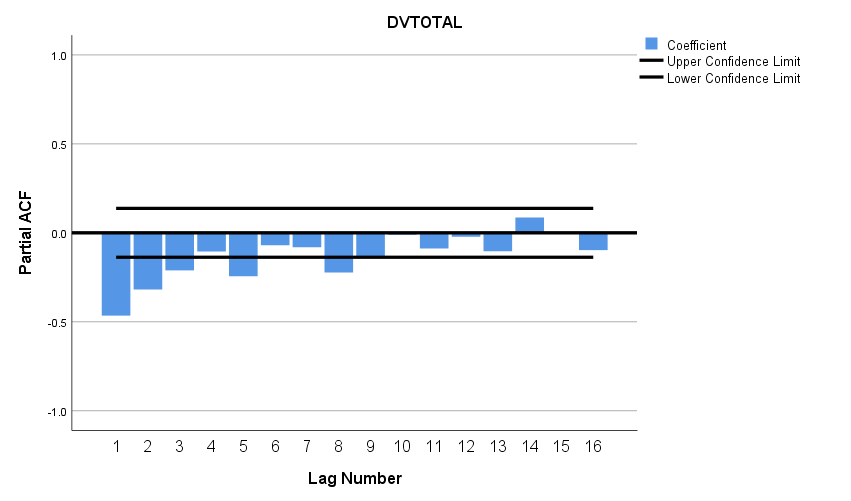 DVTOTAL
Coefficient
Upper Confidence Limit
Lower Confidence Limit
1.0
0.5
0.0
-0.5
-1.0
Partial ACF
1 2 3 4 5 6 7 8 9 10 11 12 13 14 15 16
Lag Number